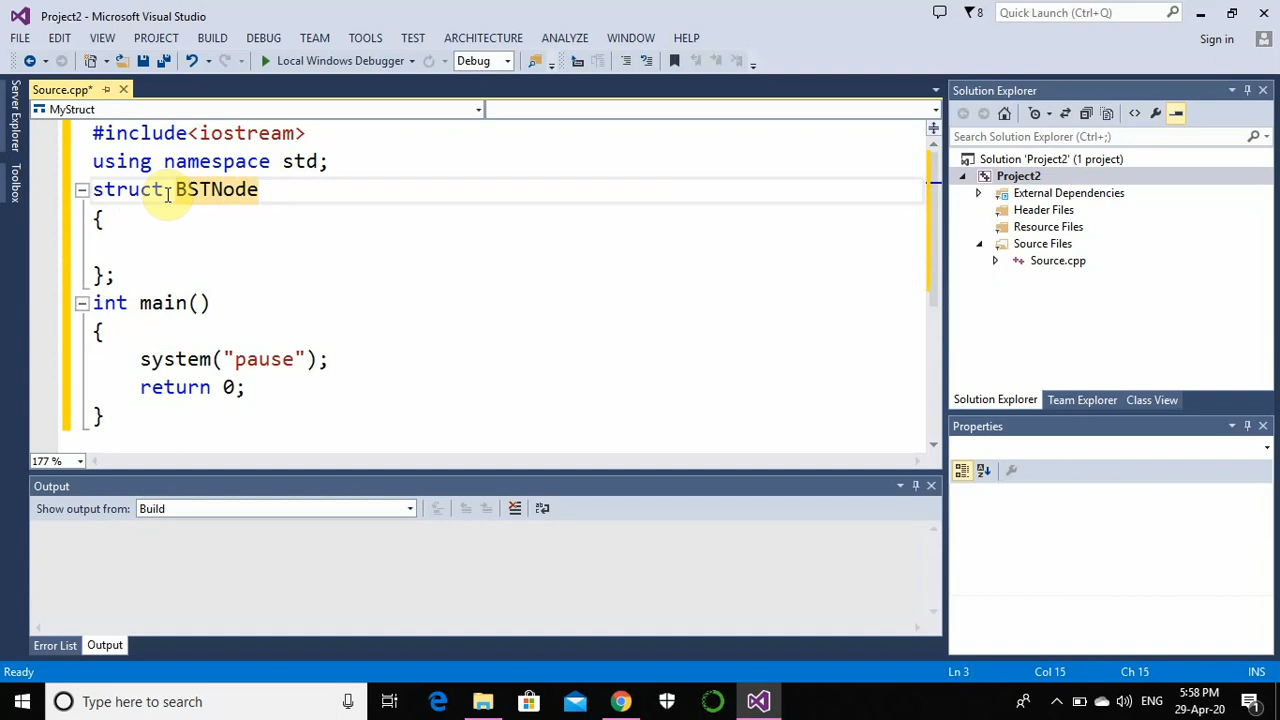 Project2 - Microsoft Visual Studio
8
Quick Launch (Ctrl+Q)
FILE EDIT VIEW PROJECT BUILD DEBUG TEAM TOOLS TEST ARCHITECTURE ANALYZE WINDOW HELP
Sign in
Local Windows Debugger
Debug
Server Explorer
Toolbox
Source.cpp*
MyStruct
#include<iostream>
using namespace std;
struct BSTNode
{
};
int main()
{
system("pause");
return 0;
}
177 %
Output
Show output from: Build
Error List
Output
Solution Explorer
Search Solution Explorer (Ctrl+;)
Solution 'Project2' (1 project)
Project2
External Dependencies
Header Files
Resource Files
Source Files
Source.cpp
Solution Explorer Team Explorer Class View
Properties
Ready
Ln 3
Col 15
Ch 15
INS
Type here to search
ENG
5:58 PM
29-Apr-20
1